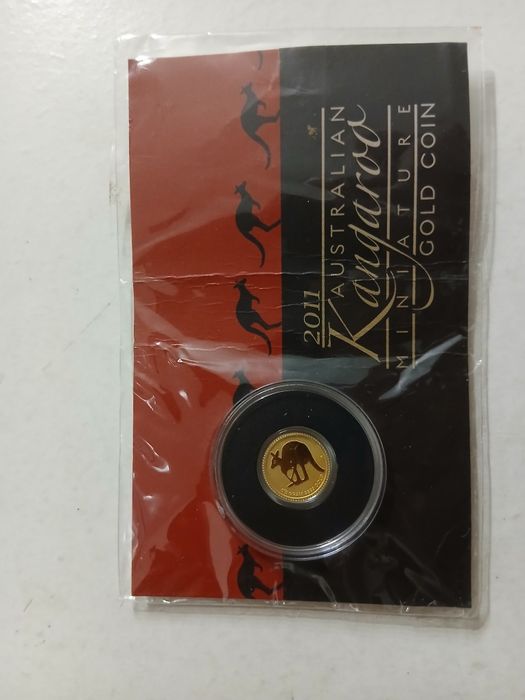 2011
AUSTRALIAN
Kangaroo
MINIATURE
GOLD COIN